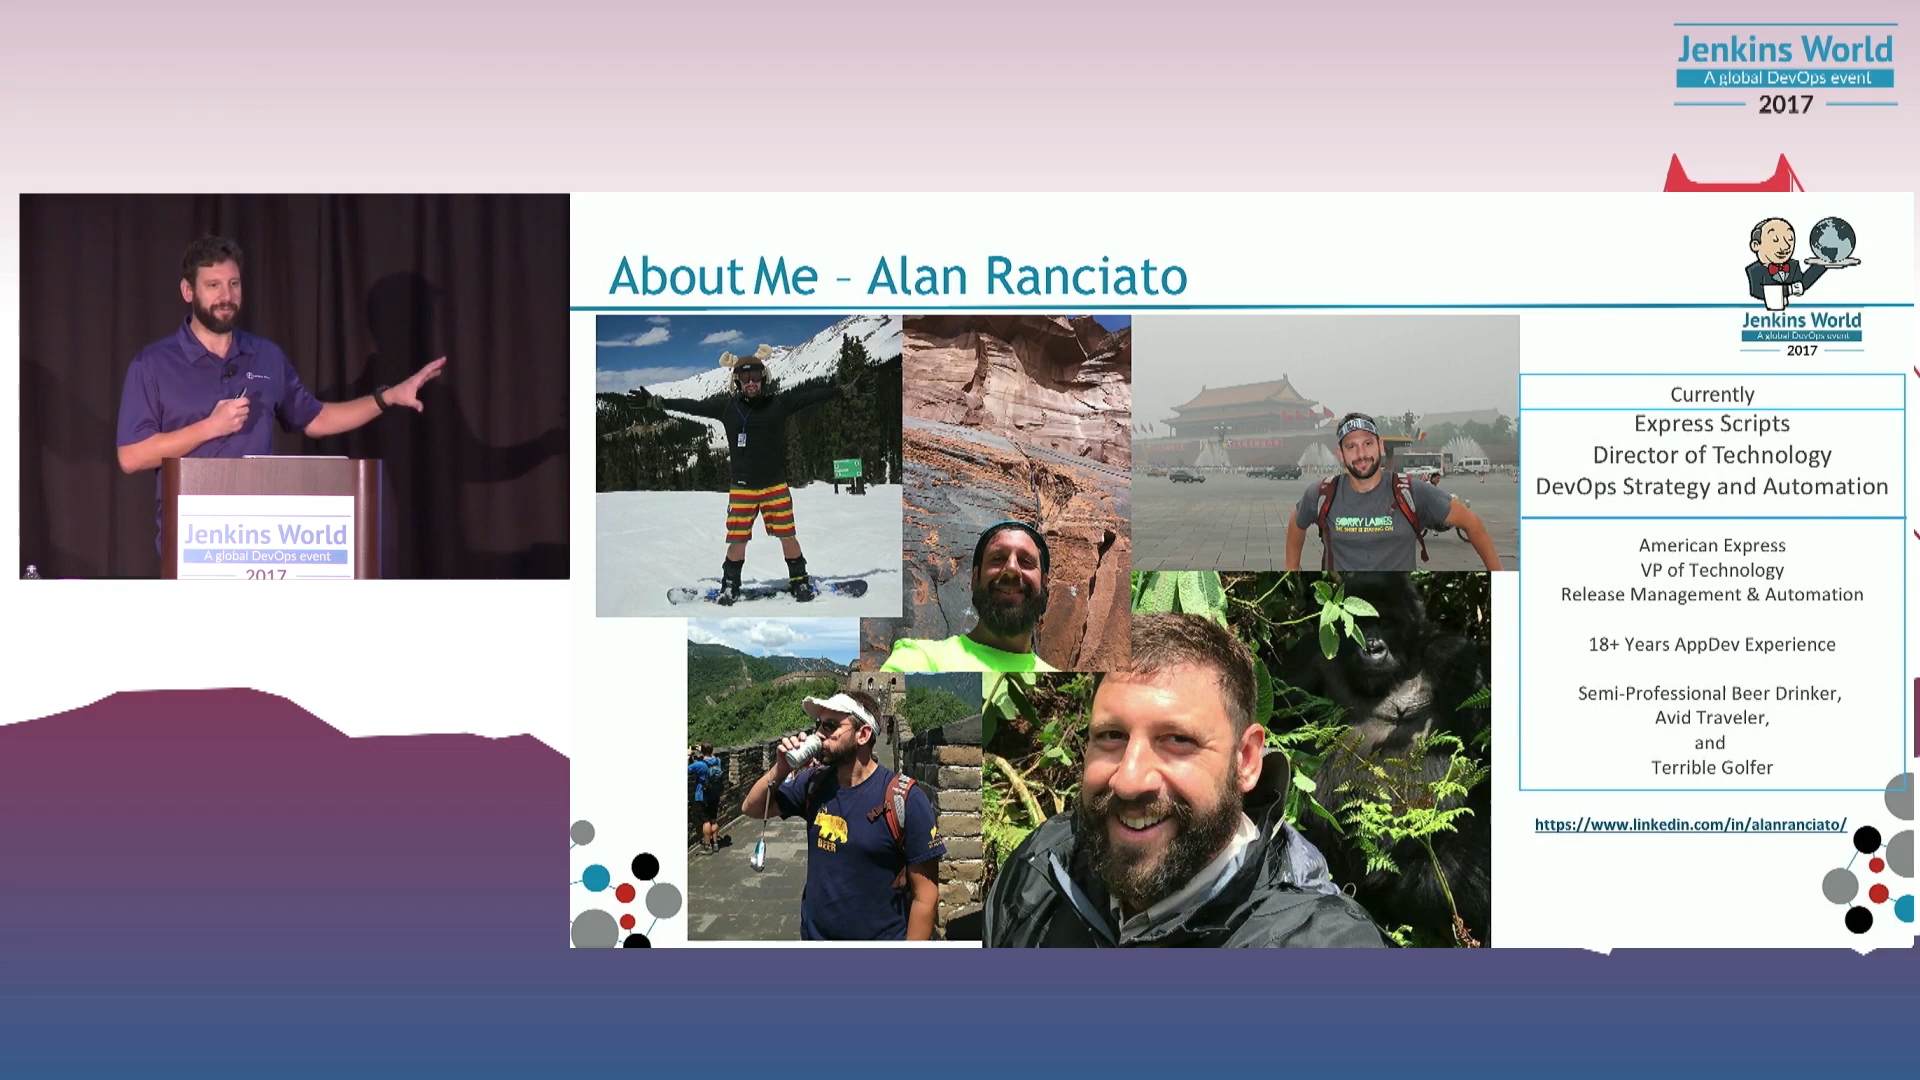 Jenkins World
A global DevOps event
2017
About Me – Alan Ranciato
Jenkins World
A global DevOps event
2017
Currently
Express Scripts
Director of Technology
DevOps Strategy and Automation
American Express
VP of Technology
Release Management & Automation
18+ Years AppDev Experience
Semi-Professional Beer Drinker,
Avid Traveler,
and
Terrible Golfer
https://www.linkedin.com/in/alanranciato/
SORRY LADIES
BEER
Jenkins World
A global DevOps event
2017